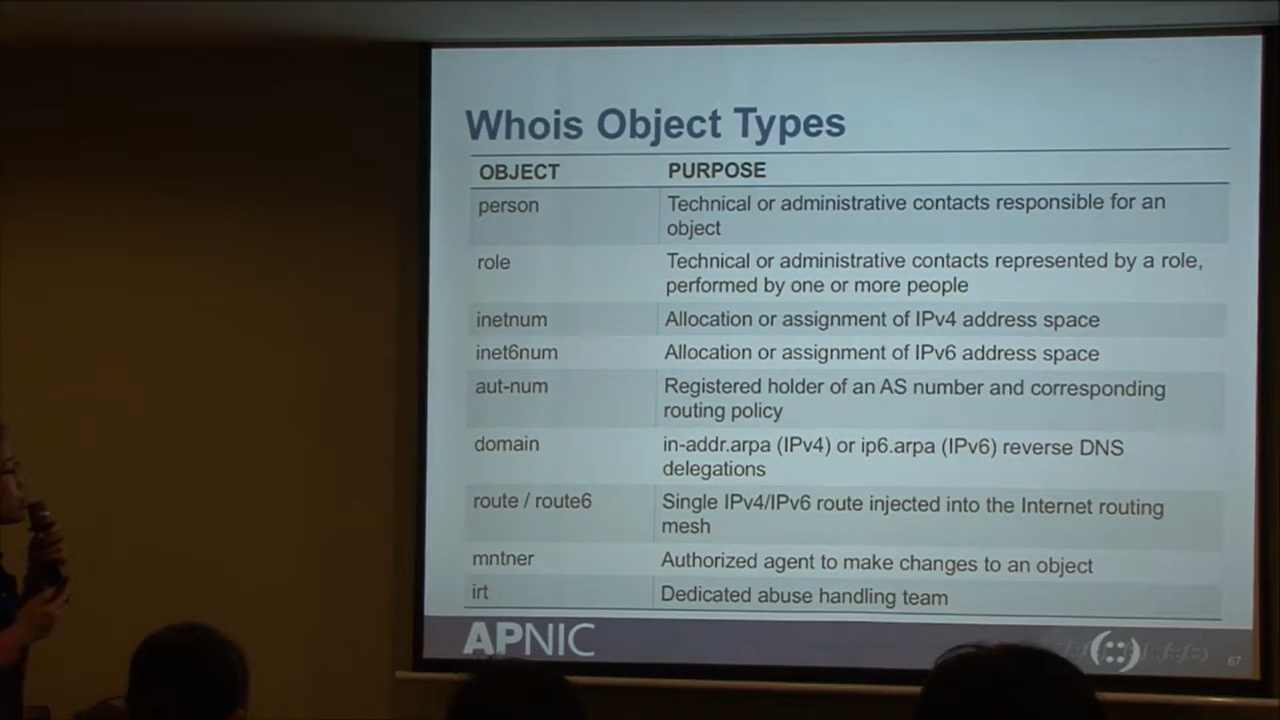 Whois Object Types
OBJECT PURPOSE
person Technical or administrative contacts responsible for an
object
role Technical or administrative contacts represented by a role,
performed by one or more people
inetnum Allocation or assignment of IPv4 address space
inet6num Allocation or assignment of IPv6 address space
aut-num Registered holder of an AS number and corresponding
routing policy
domain in-addr.arpa (IPv4) or ip6.arpa (IPv6) reverse DNS
delegations
route / route6 Single IPv4/IPv6 route injected into the Internet routing
mesh
mntner Authorized agent to make changes to an object
irt Dedicated abuse handling team
APNIC (::) 67